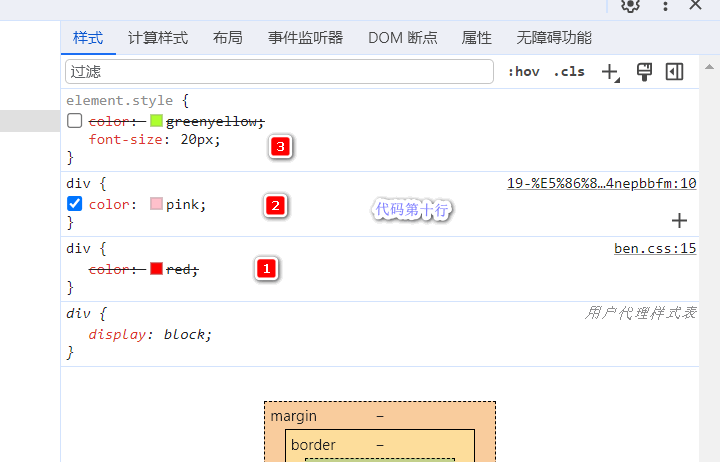 样式 计算样式 布局 事件监听器 DOM 断点 属性 无障碍功能
过滤 :hov .cls
element.style {
color: greenyellow;
font-size: 20px;
3
}
div { 19-%E5%86%8…4nepbbfm:10
color: pink; 2 代码第十行
}
div { ben.css:15
color: red; 1
}
div { 用户代理样式表
display: block;
}
margin –
border –